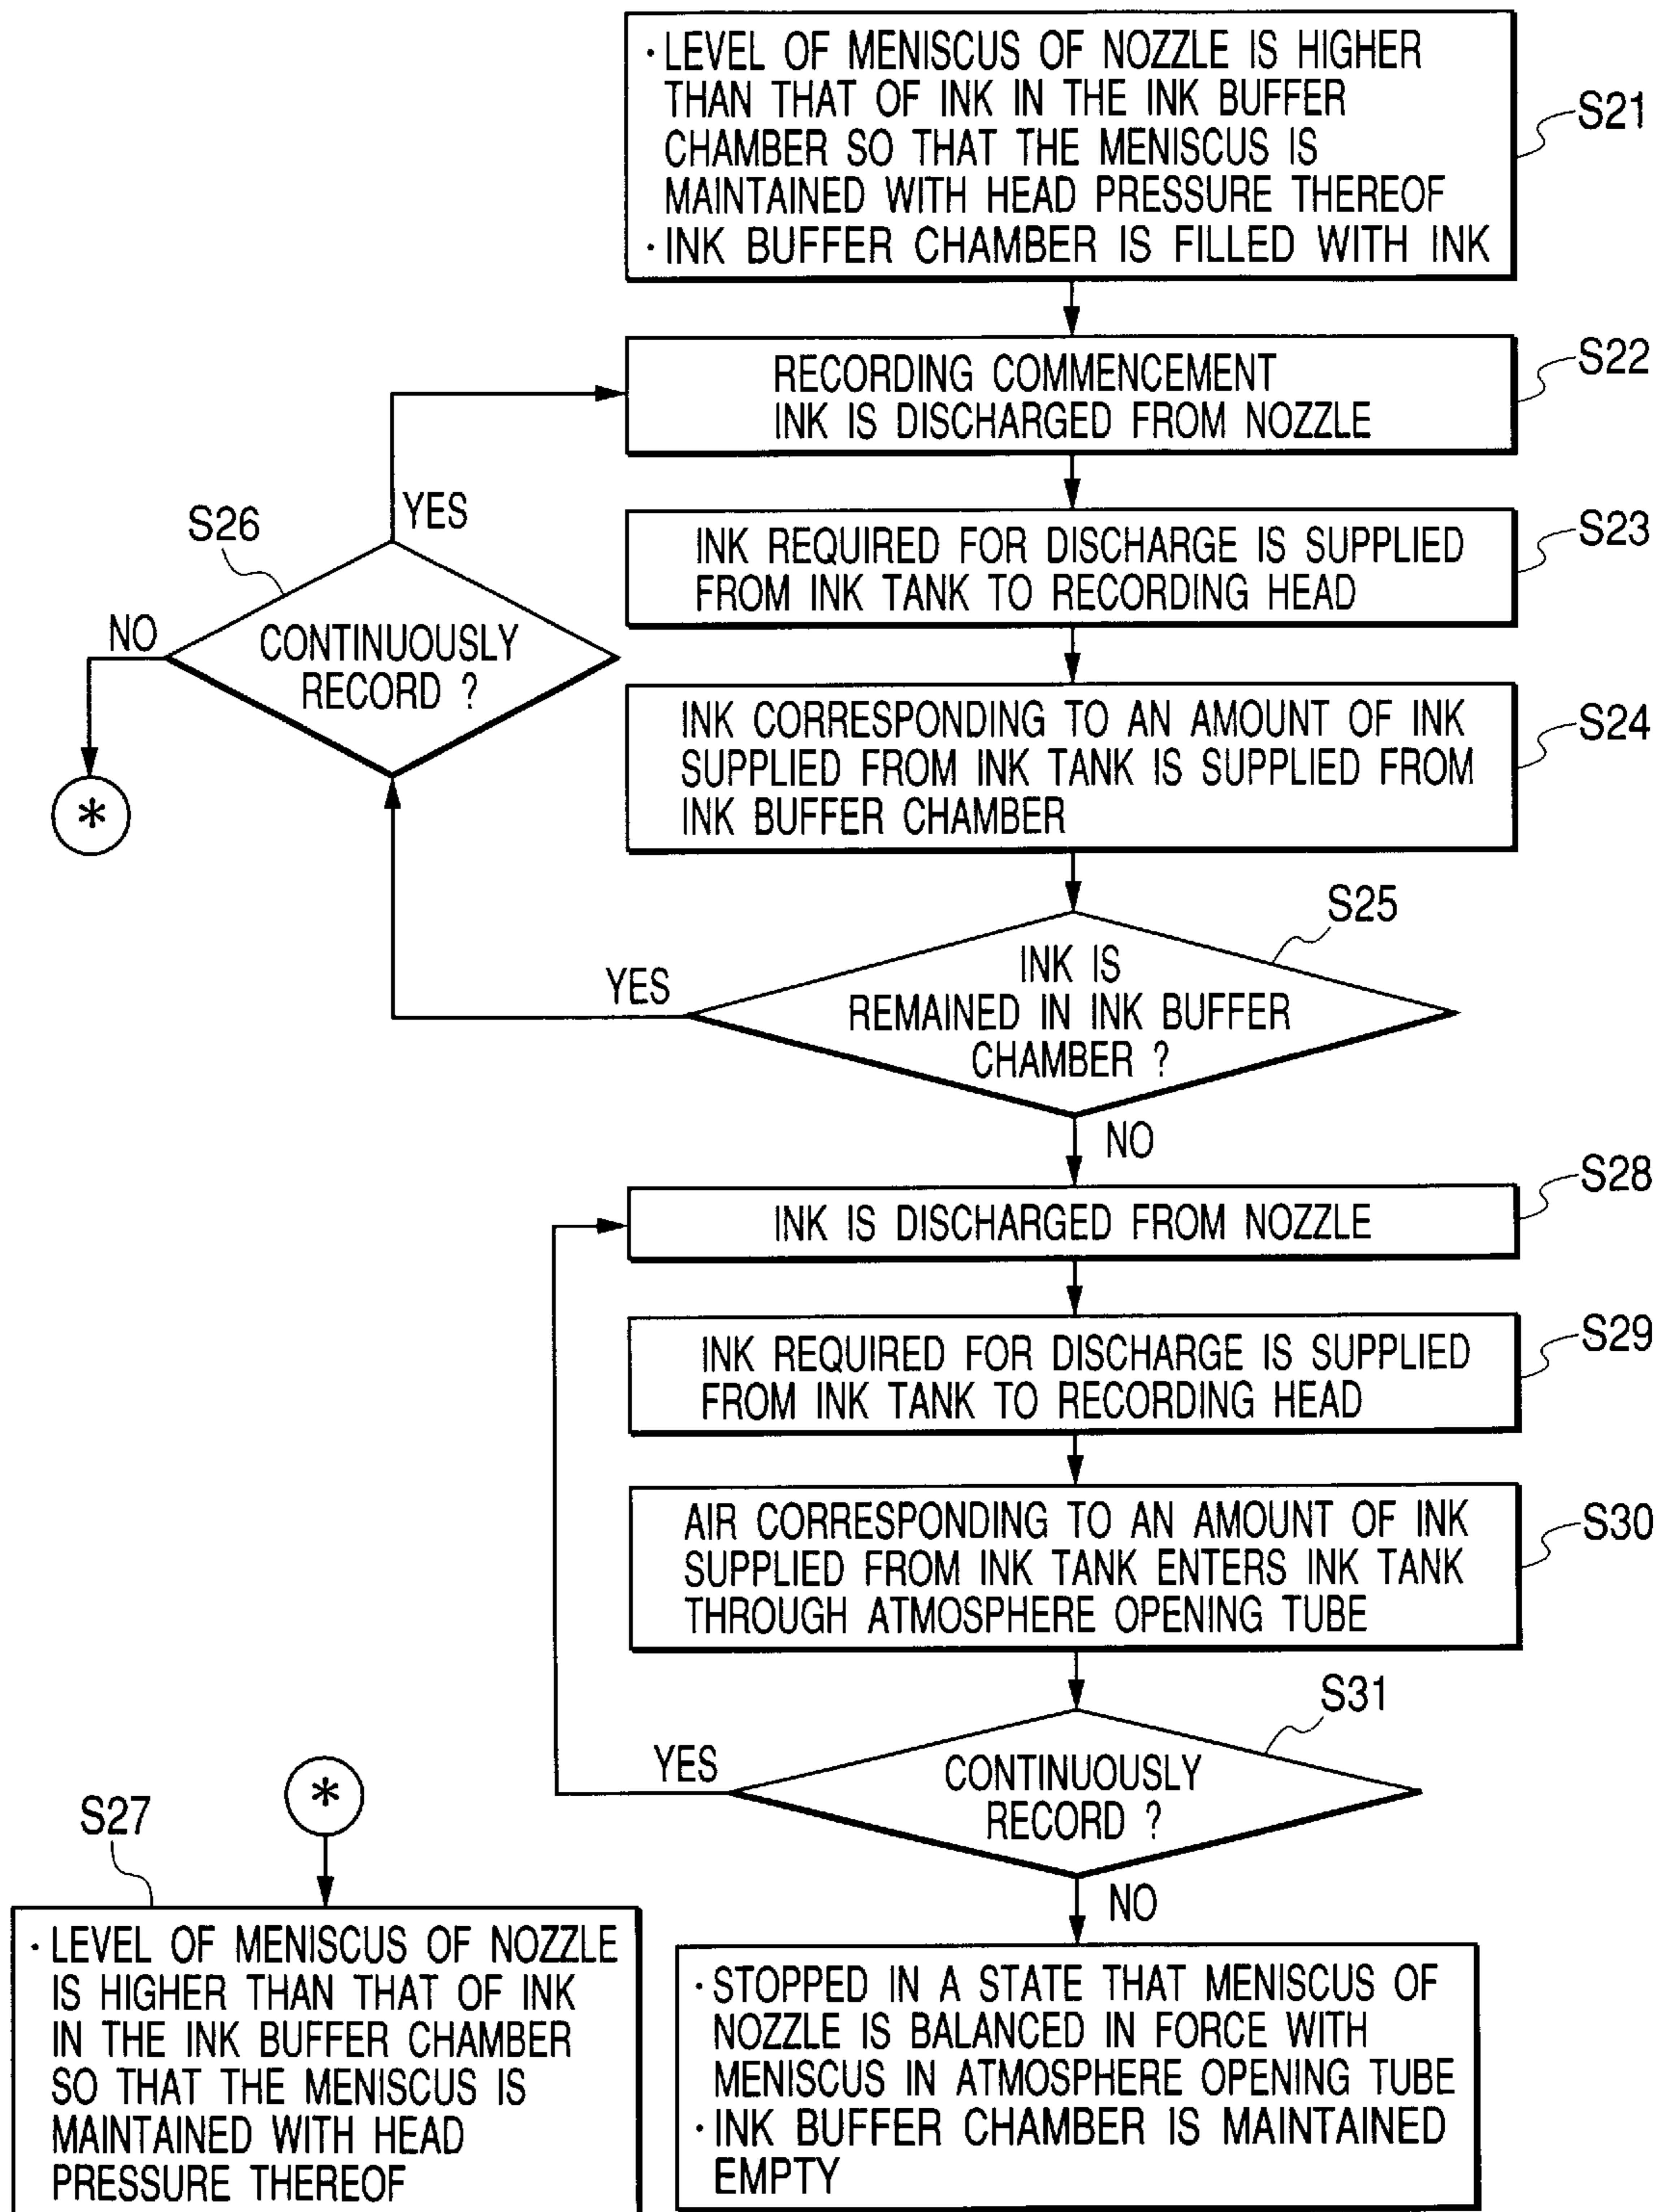 · LEVEL OF MENISCUS OF NOZZLE IS HIGHER
THAN THAT OF INK IN THE INK BUFFER
CHAMBER SO THAT THE MENISCUS IS
MAINTAINED WITH HEAD PRESSURE THEREOF
· INK BUFFER CHAMBER IS FILLED WITH INK
S21
RECORDING COMMENCEMENT
INK IS DISCHARGED FROM NOZZLE
S22
INK REQUIRED FOR DISCHARGE IS SUPPLIED
FROM INK TANK TO RECORDING HEAD
S23
S26
YES
NO
CONTINUOUSLY
RECORD ?
*
INK CORRESPONDING TO AN AMOUNT OF INK
SUPPLIED FROM INK TANK IS SUPPLIED FROM
INK BUFFER CHAMBER
S24
S25
YES
INK IS
REMAINED IN INK BUFFER
CHAMBER ?
NO
INK IS DISCHARGED FROM NOZZLE
S28
INK REQUIRED FOR DISCHARGE IS SUPPLIED
FROM INK TANK TO RECORDING HEAD
S29
AIR CORRESPONDING TO AN AMOUNT OF INK
SUPPLIED FROM INK TANK ENTERS INK TANK
THROUGH ATMOSPHERE OPENING TUBE
S30
S31
YES
CONTINUOUSLY
RECORD ?
NO
*
S27
· LEVEL OF MENISCUS OF NOZZLE
IS HIGHER THAN THAT OF INK
IN THE INK BUFFER CHAMBER
SO THAT THE MENISCUS IS
MAINTAINED WITH HEAD
PRESSURE THEREOF
· STOPPED IN A STATE THAT MENISCUS OF
NOZZLE IS BALANCED IN FORCE WITH
MENISCUS IN ATMOSPHERE OPENING TUBE
· INK BUFFER CHAMBER IS MAINTAINED
EMPTY